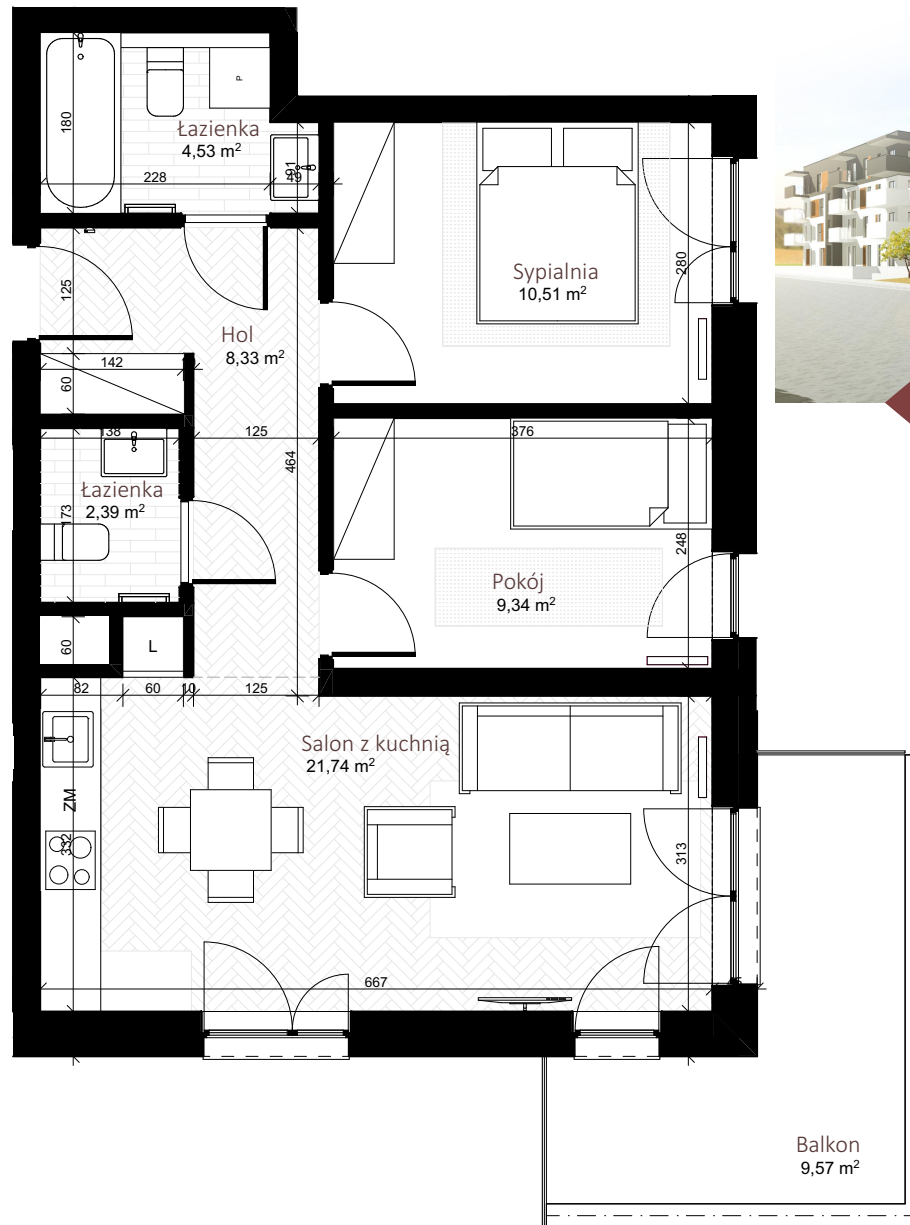 P
Łazienka
4,53 m²
180
228
91
49
Sypialnia
10,51 m²
280
125
Hol
8,33 m²
142
60
138
125
376
464
Łazienka
2,39 m²
173
248
Pokój
9,34 m²
60
L
82
60
10
125
Salon z kuchnią
21,74 m²
ZM
332
313
667
Balkon
9,57 m²